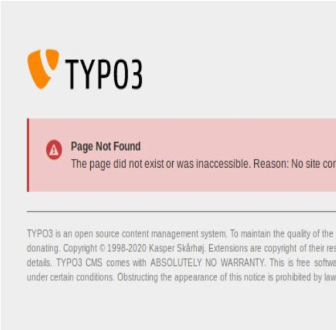 TYPO3
Page Not Found
The page did not exist or was inaccessible. Reason: No site con
TYPO3 is an open source content management system. To maintain the quality of the
donating. Copyright © 1998-2020 Kasper Skårhøj. Extensions are copyright of their res
details. TYPO3 CMS comes with ABSOLUTELY NO WARRANTY. This is free softwa
under certain conditions. Obstructing the appearance of this notice is prohibited by law